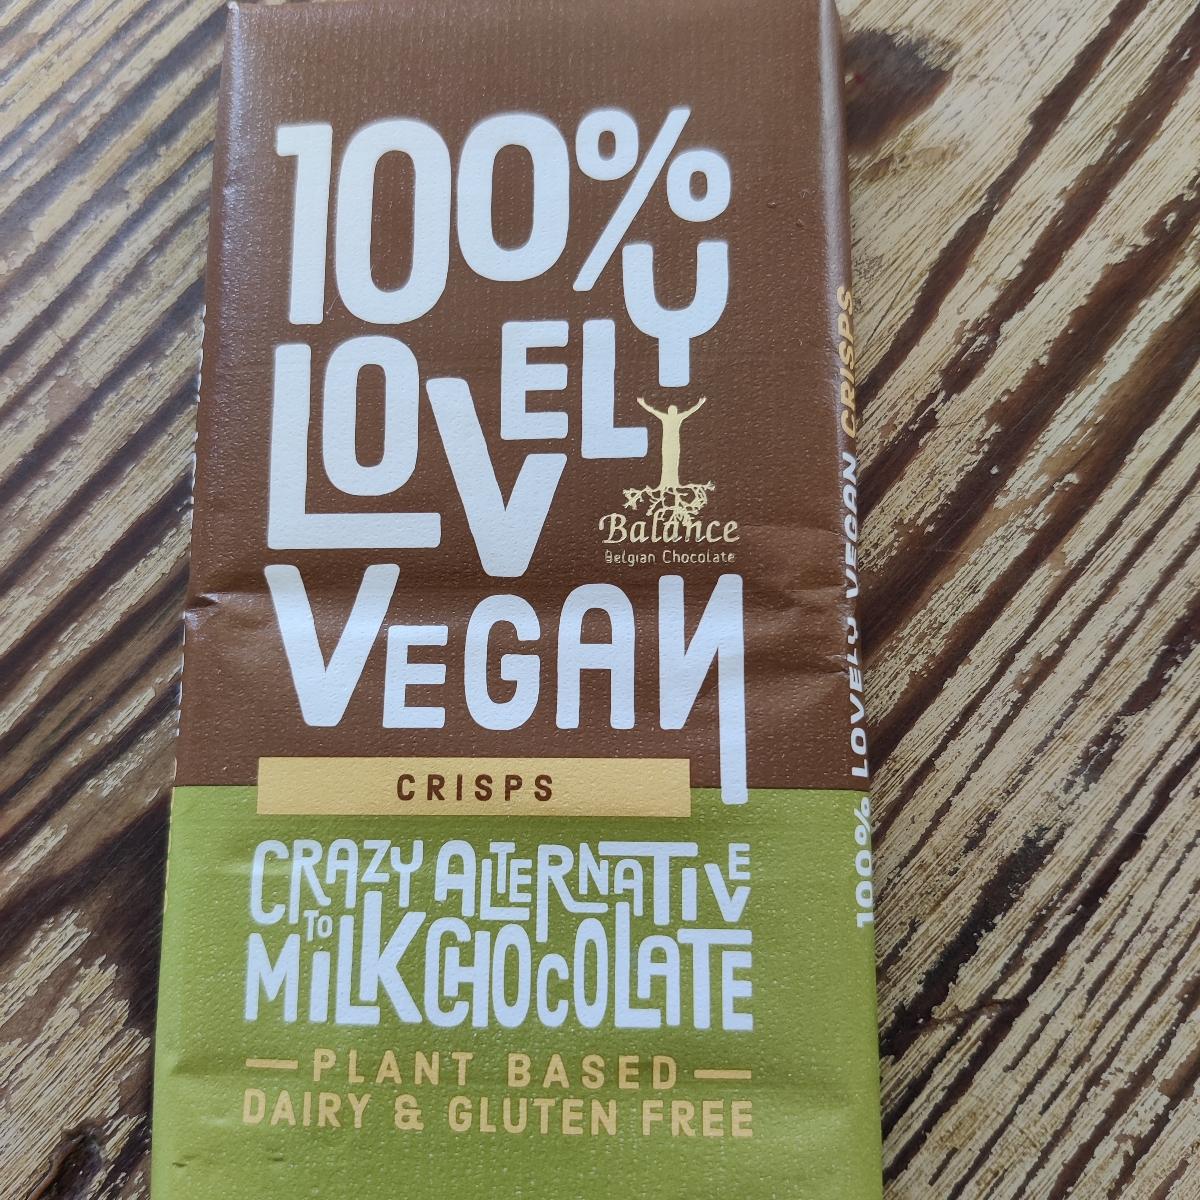 100%
LOVELY
Balance
Belgian Chocolate
VEGAN
CRISPS
CRAZY ALTERNATIVE
TO
MILK CHOCOLATE
PLANT BASED
DAIRY & GLUTEN FREE
100% LOVELY VEGAN CRISPS